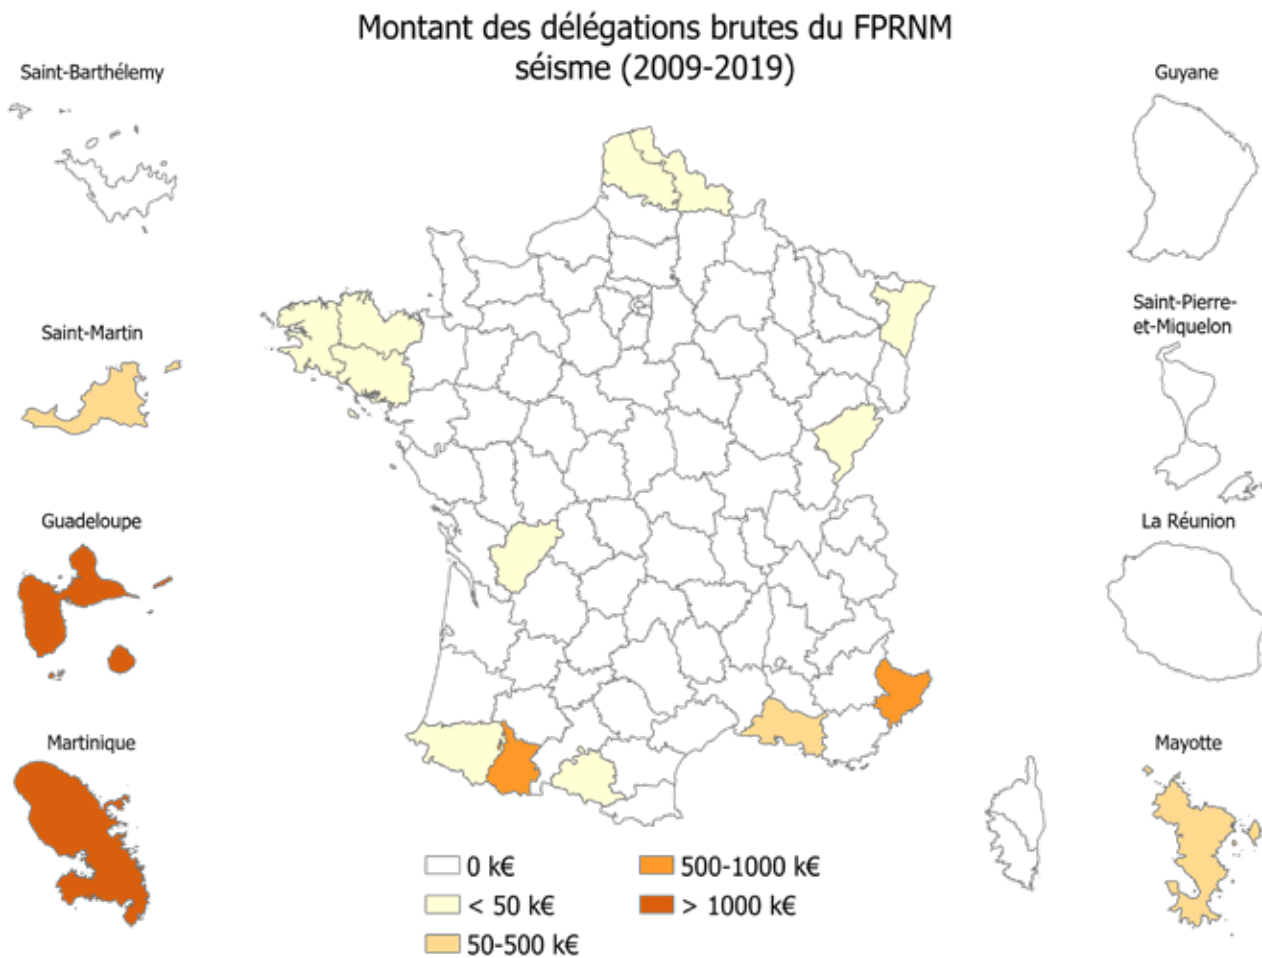 Montant des délégations brutes du FPRNM
séisme (2009-2019)
Saint-Barthélemy
Guyane
Saint-Martin
Saint-Pierre-
et-Miquelon
Guadeloupe
La Réunion
Martinique
Mayotte
0 k€
< 50 k€
50-500 k€
500-1000 k€
> 1000 k€